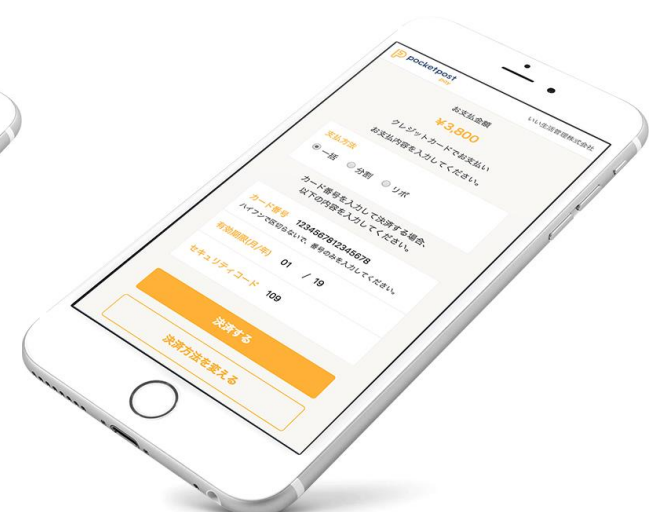 pocketpost
pay
いい生活管理株式会社
お支払金額
￥3,800
クレジットカードでお支払い
お支払内容を入力してください。
支払方法
一括 分割 リボ
カード番号を入力して決済する場合、
以下の内容を入力してください。
カード番号 1234567812345678
ハイフンで区切らないで、番号のみを入力してください。
有効期限(月/年) 01 / 19
セキュリティコード 109
決済する
決済方法を変える